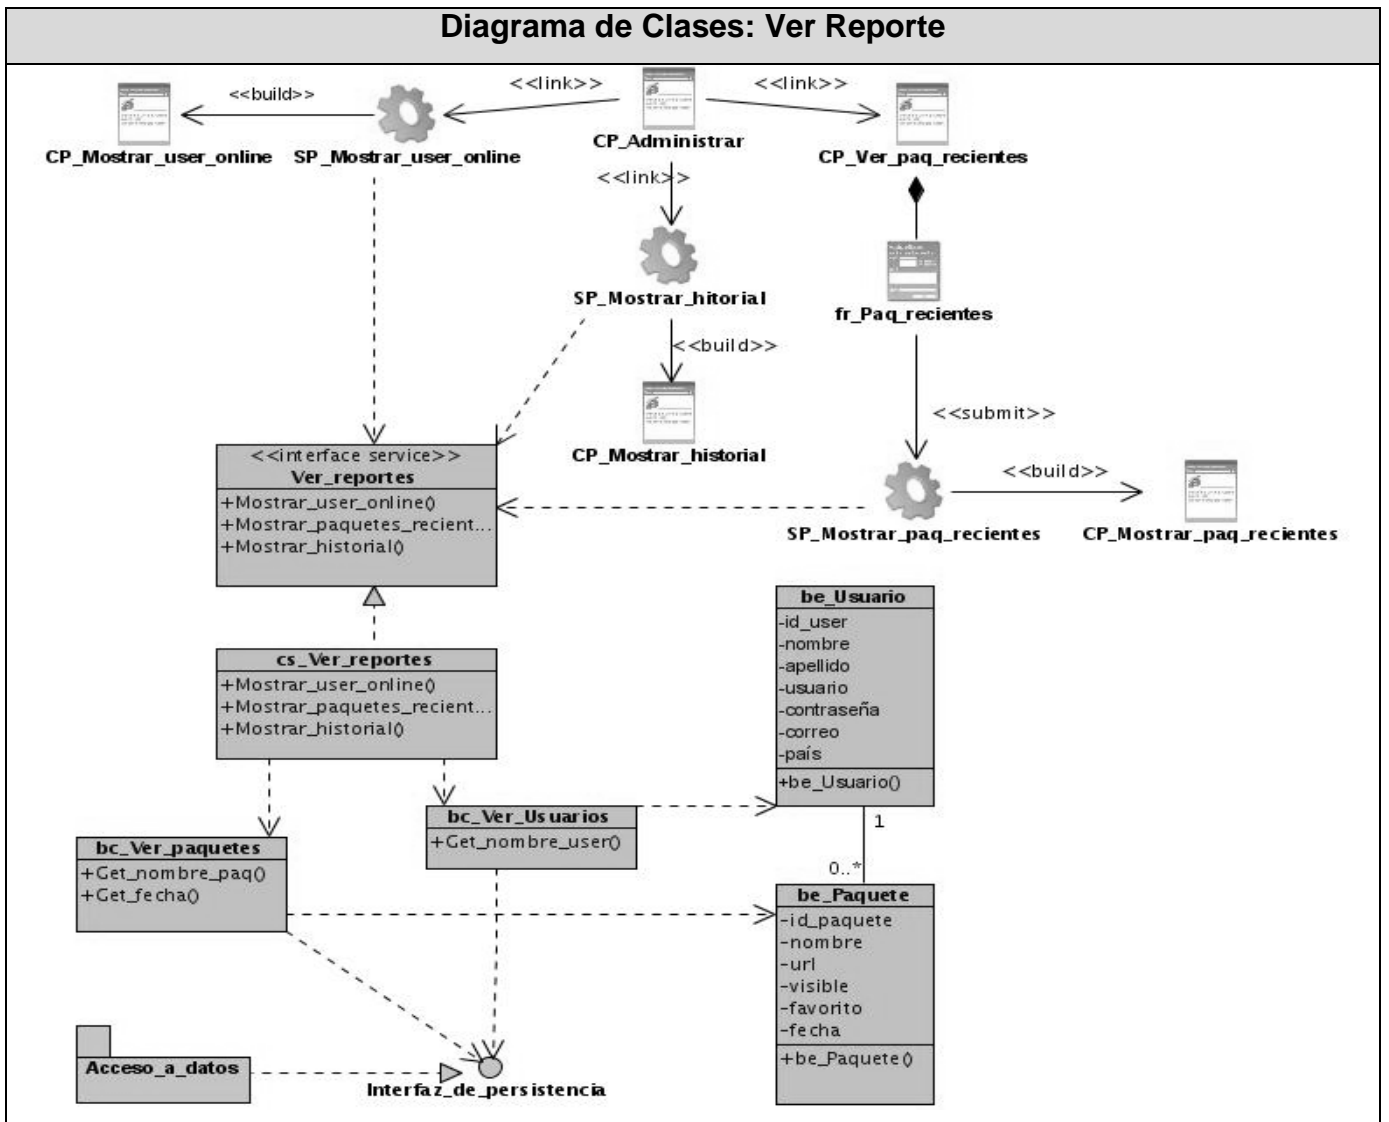 Diagrama de Clases: Ver Reporte
<<build>>
<<link>>
<<link>>
CP_Mostrar_user_online
SP_Mostrar_user_online
CP_Administrar
CP_Ver_paq_recientes
<<link>>
SP_Mostrar_hitorial
fr_Paq_recientes
<<build>>
<<submit>>
CP_Mostrar_historial
<<interface service>>
Ver_reportes
+Mostrar_user_online()
+Mostrar_paquetes_recient...
+Mostrar_historial()
<<build>>
SP_Mostrar_paq_recientes
CP_Mostrar_paq_recientes
cs_Ver_reportes
+Mostrar_user_online()
+Mostrar_paquetes_recient...
+Mostrar_historial()
be_Usuario
-id_user
-nombre
-apellido
-usuario
-contraseña
-correo
-país
+be_Usuario()
1
0..*
bc_Ver_Usuarios
+Get_nombre_user()
bc_Ver_paquetes
+Get_nombre_paq()
+Get_fecha()
be_Paquete
-id_paquete
-nombre
-url
-visible
-favorito
-fecha
+be_Paquete()
Acceso_a_datos
Interfaz_de_persistencia